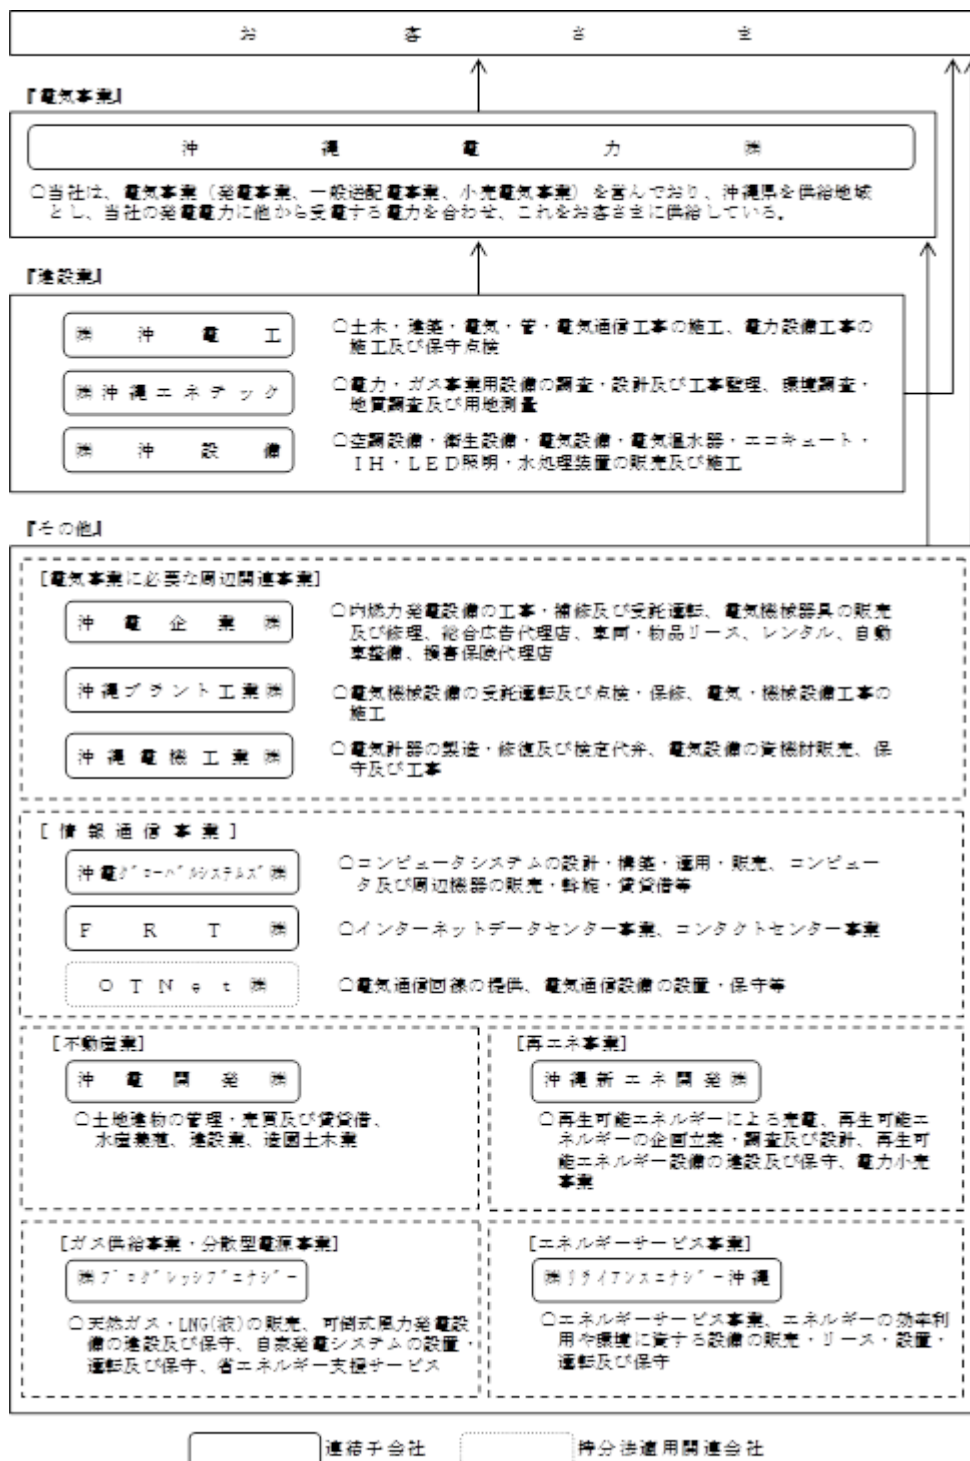 お客さま
『電気事業』
沖縄電力㈱
○当社は、電気事業（発電事業、一般送配電事業、小売電気事業）を営んでおり、沖縄県を供給地域
とし、当社の発電電力に他から受電する電力を合わせ、これをお客さまに供給している。
『建設業』
㈱沖電工
○土木・建築・電気・管・電気通信工事の施工、電力設備工事の
施工及び保守点検
㈱沖縄エネテック
○電力・ガス事業用設備の調査・設計及び工事監理、環境調査・
地質調査及び用地測量
㈱沖設備
○空調設備・衛生設備・電気設備・電気温水器・エコキュート・
ＩＨ・ＬＥＤ照明・水処理装置の販売及び施工
『その他』
[電気事業に必要な周辺関連事業]
沖電企業㈱
○内燃力発電設備の工事・補修及び受託運転、電気機械器具の販売
及び修理、総合広告代理店、車両・物品リース、レンタル、自動
車整備、損害保険代理店
沖縄プラント工業㈱
○電気機械設備の受託運転及び点検・保修、電気・機械設備工事の
施工
沖縄電機工業㈱
○電気計器の製造・修復及び検定代弁、電気設備の資機材販売、保
守及び工事
[情報通信事業]
沖電ｸﾞﾛｰﾊﾞﾙｼｽﾃﾑｽﾞ㈱
○コンピュータシステムの設計・構築・運用・販売、コンピュー
タ及び周辺機器の販売・斡旋・賃貸借等
ＦＲＴ㈱
○インターネットデータセンター事業、コンタクトセンター事業
ＯＴＮｅｔ㈱
○電気通信回線の提供、電気通信設備の設置・保守等
[不動産業]
沖電開発㈱
○土地建物の管理・売買及び賃貸借、
水産養殖、建設業、造園土木業
[再エネ事業]
沖縄新エネ開発㈱
○再生可能エネルギーによる売電、再生可能エ
ネルギーの企画立案・調査及び設計、再生可
能エネルギー設備の建設及び保守、電力小売
事業
[ガス供給事業・分散型電源事業]
㈱ﾌﾟﾛｸﾞﾚｯｼﾌﾞｴﾅｼﾞｰ
○天然ガス・LNG(液)の販売、可倒式風力発電設
備の建設及び保守、自家発電システムの設置・
運転及び保守、省エネルギー支援サービス
[エネルギーサービス事業]
㈱ﾘﾗｲｱﾝｽｴﾅｼﾞｰ沖縄
○エネルギーサービス事業、エネルギーの効率利
用や環境に資する設備の販売・リース・設置・
運転及び保守
連結子会社
持分法適用関連会社